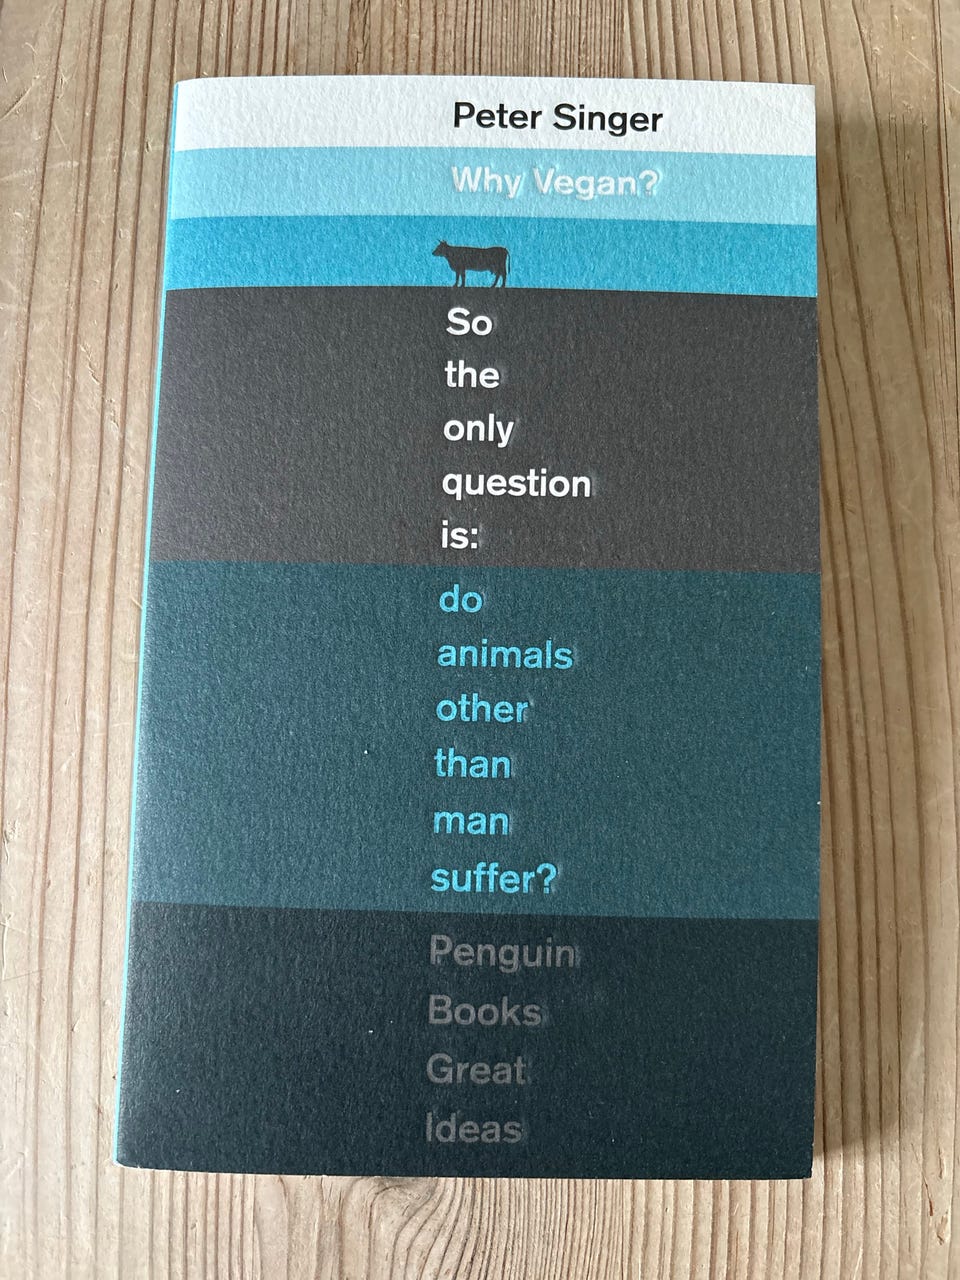 Peter Singer
Why Vegan?
So
the
only
question
is:
do
animals
other
than
man
suffer?
Penguin
Books
Great
Ideas